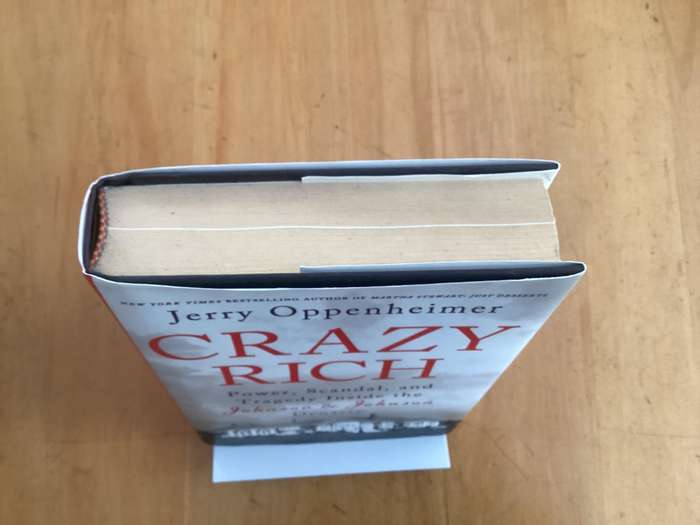 NEW YORK TIMES BESTSELLING AUTHOR OF MARTHA STEWART: JUST DESSERTS
Jerry Oppenheimer
CRAZY
RICH
Power, Scandal, and
Tragedy Inside the
Johnson & Johnson
Dynasty